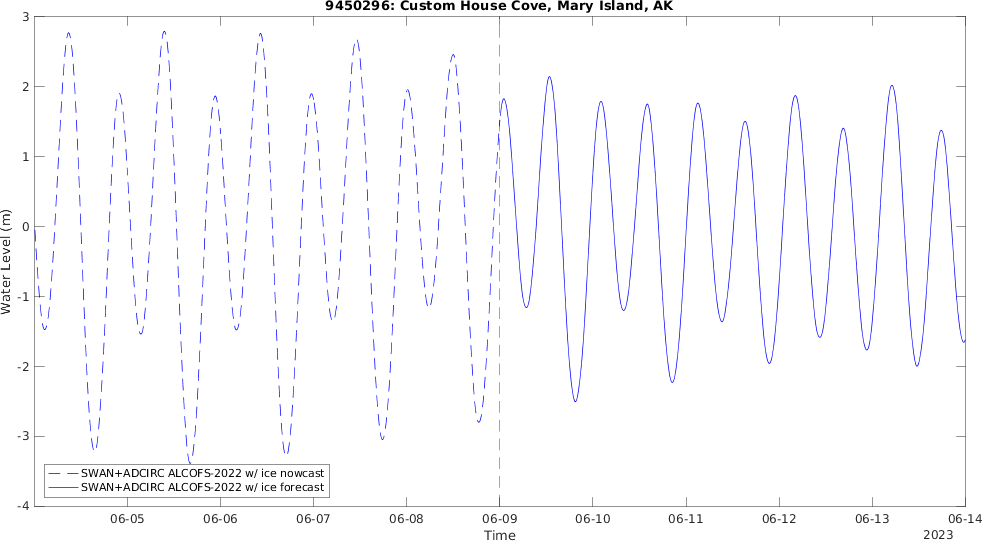 9450296: Custom House Cove, Mary Island, AK
3
2
1
0
-1
-2
-3
-4
Water Level (m)
SWAN+ADCIRC ALCOFS-2022 w/ ice nowcast
SWAN+ADCIRC ALCOFS-2022 w/ ice forecast
06-05 06-06 06-07 06-08 06-09 06-10 06-11 06-12 06-13 06-14
Time
2023